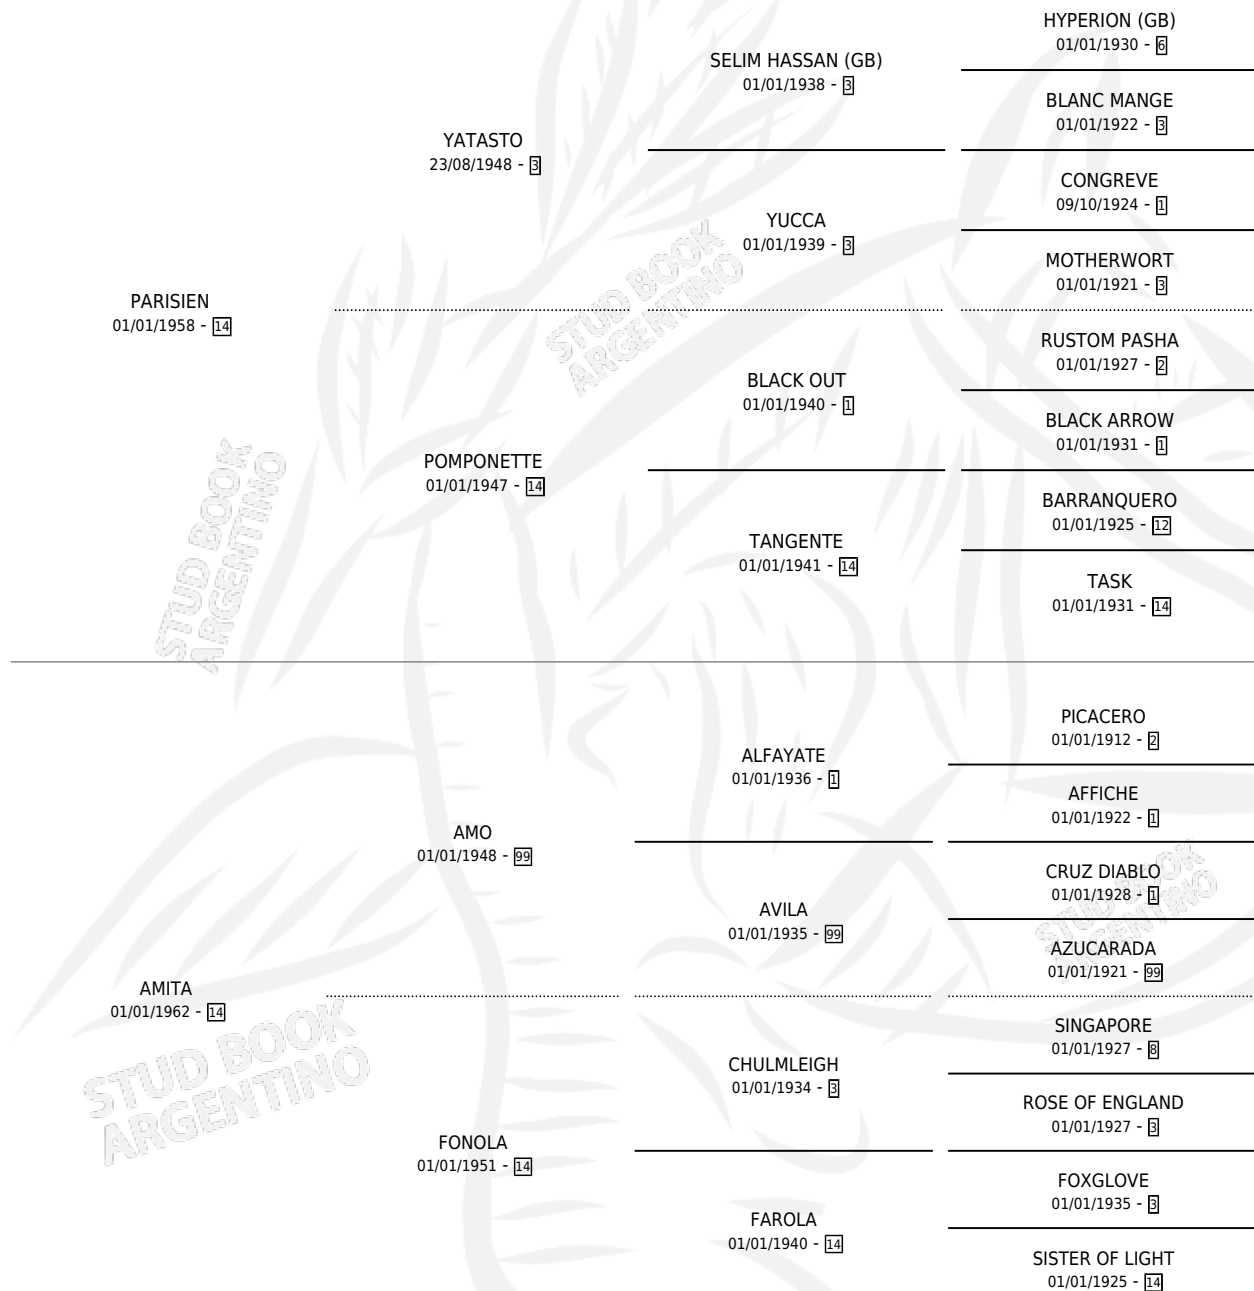 HYPERION (GB)
01/01/1930 - 6
SELIM HASSAN (GB)
01/01/1938 - 3
BLANC MANGE
01/01/1922 - 3
YATASTO
23/08/1948 - 3
CONGREVE
09/10/1924 - 1
YUCCA
01/01/1939 - 3
MOTHERWORT
01/01/1921 - 3
PARISIEN
01/01/1958 - 14
RUSTOM PASHA
01/01/1927 - 2
BLACK OUT
01/01/1940 - 1
BLACK ARROW
01/01/1931 - 1
POMPONETTE
01/01/1947 - 14
BARRANQUERO
01/01/1925 - 12
TANGENTE
01/01/1941 - 14
TASK
01/01/1931 - 14
PICACERO
01/01/1912 - 2
ALFAYATE
01/01/1936 - 1
AFFICHE
01/01/1922 - 1
AMO
01/01/1948 - 99
CRUZ DIABLO
01/01/1928 - 1
AVILA
01/01/1935 - 99
AZUCARADA
01/01/1921 - 99
AMITA
01/01/1962 - 14
SINGAPORE
01/01/1927 - 8
CHULMLEIGH
01/01/1934 - 3
ROSE OF ENGLAND
01/01/1927 - 3
FONOLA
01/01/1951 - 14
FOXGLOVE
01/01/1935 - 3
FAROLA
01/01/1940 - 14
SISTER OF LIGHT
01/01/1925 - 14
STUD BOOK
ARGENTINO
STUD BOOK
ARGENTINO
STUD BOOK
ARGENTINO
STUD BOOK
ARGENTINO